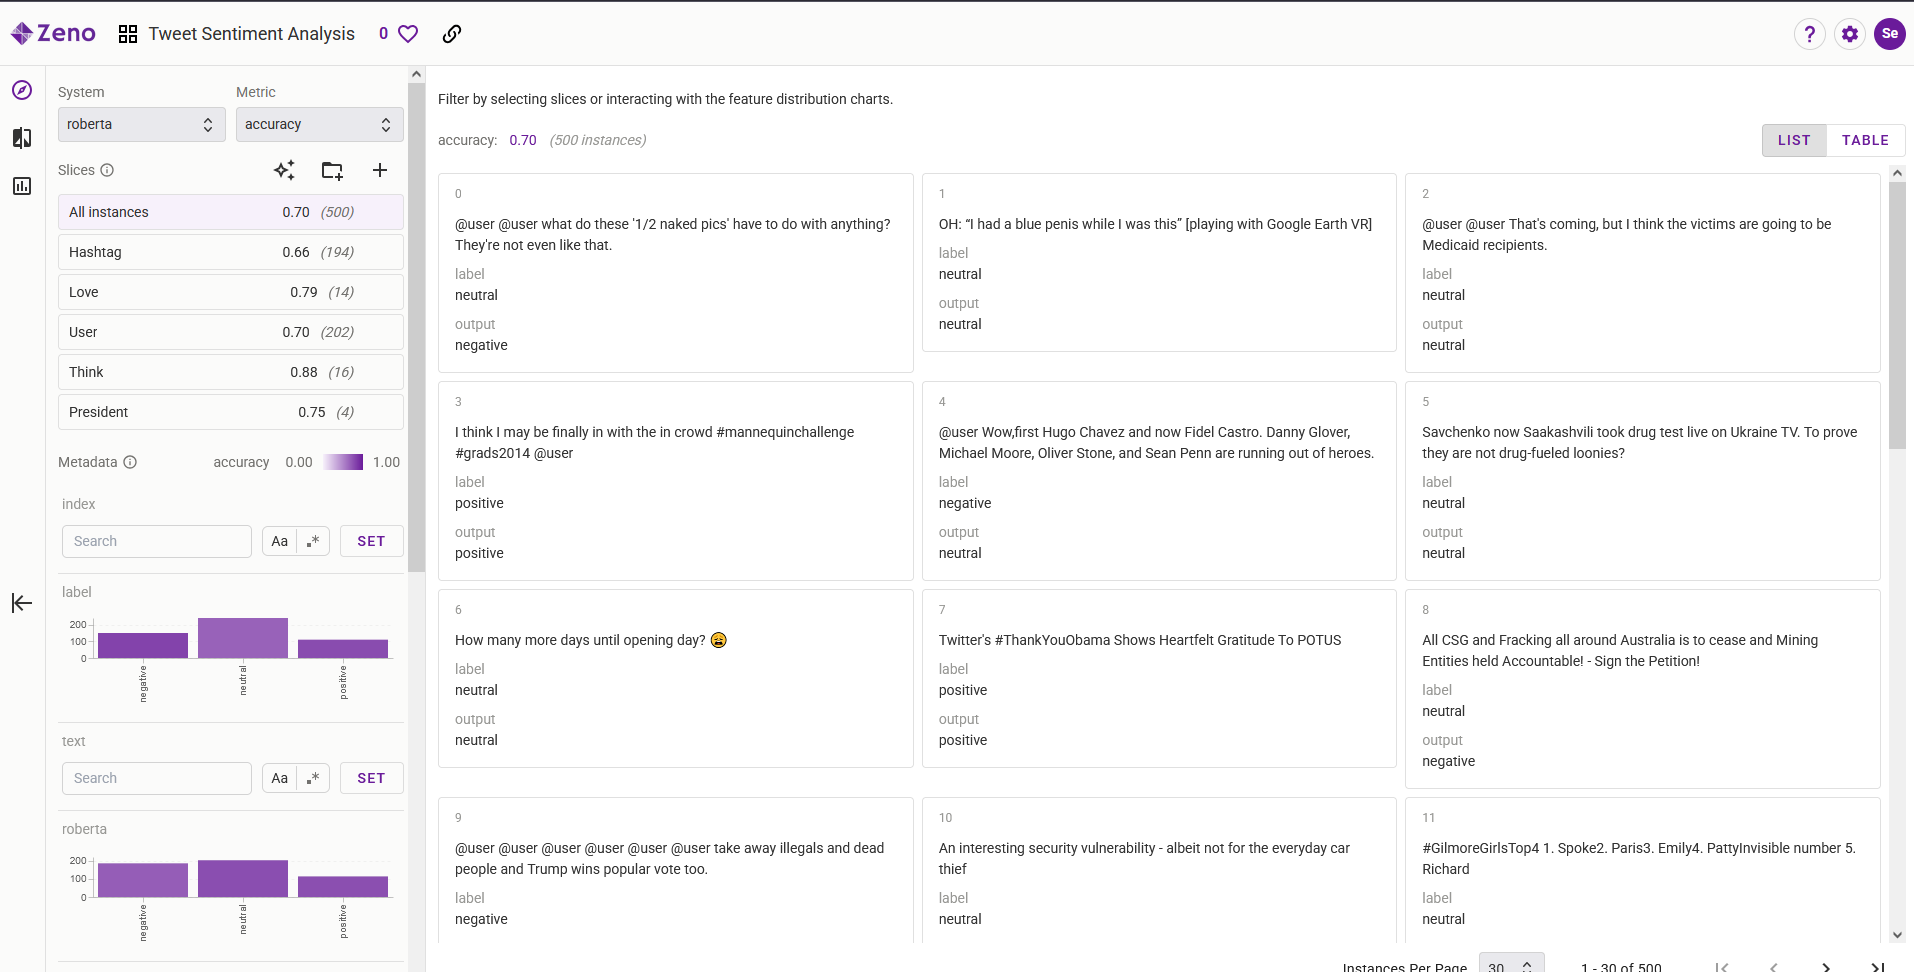 Zeno
Tweet Sentiment Analysis
0
?
Se
System
Metric
roberta
accuracy
Slices
All instances 0.70 (500)
Hashtag 0.66 (194)
Love 0.79 (14)
User 0.70 (202)
Think 0.88 (16)
President 0.75 (4)
Metadata accuracy 0.00 1.00
index
Search Aa .* SET
label
200
100
0
negative
neutral
positive
text
Search Aa .* SET
roberta
200
100
0
negative
neutral
positive
Filter by selecting slices or interacting with the feature distribution charts.
accuracy: 0.70 (500 instances)
LIST TABLE
0
@user @user what do these '1/2 naked pics' have to do with anything?
They're not even like that.
label
neutral
output
negative
1
OH: “I had a blue penis while I was this” [playing with Google Earth VR]
label
neutral
output
neutral
2
@user @user That's coming, but I think the victims are going to be
Medicaid recipients.
label
neutral
output
neutral
3
I think I may be finally in with the in crowd #mannequinchallenge
#grads2014 @user
label
positive
output
positive
4
@user Wow,first Hugo Chavez and now Fidel Castro. Danny Glover,
Michael Moore, Oliver Stone, and Sean Penn are running out of heroes.
label
negative
output
neutral
5
Savchenko now Saakashvili took drug test live on Ukraine TV. To prove
they are not drug-fueled loonies?
label
neutral
output
neutral
6
How many more days until opening day? 😩
label
neutral
output
neutral
7
Twitter's #ThankYouObama Shows Heartfelt Gratitude To POTUS
label
positive
output
positive
8
All CSG and Fracking all around Australia is to cease and Mining
Entities held Accountable! - Sign the Petition!
label
neutral
output
negative
9
@user @user @user @user @user @user take away illegals and dead
people and Trump wins popular vote too.
label
negative
10
An interesting security vulnerability - albeit not for the everyday car
thief
label
neutral
11
#GilmoreGirlsTop4 1. Spoke2. Paris3. Emily4. PattyInvisible number 5.
Richard
label
neutral
Instances Per Page 30 1 - 30 of 500